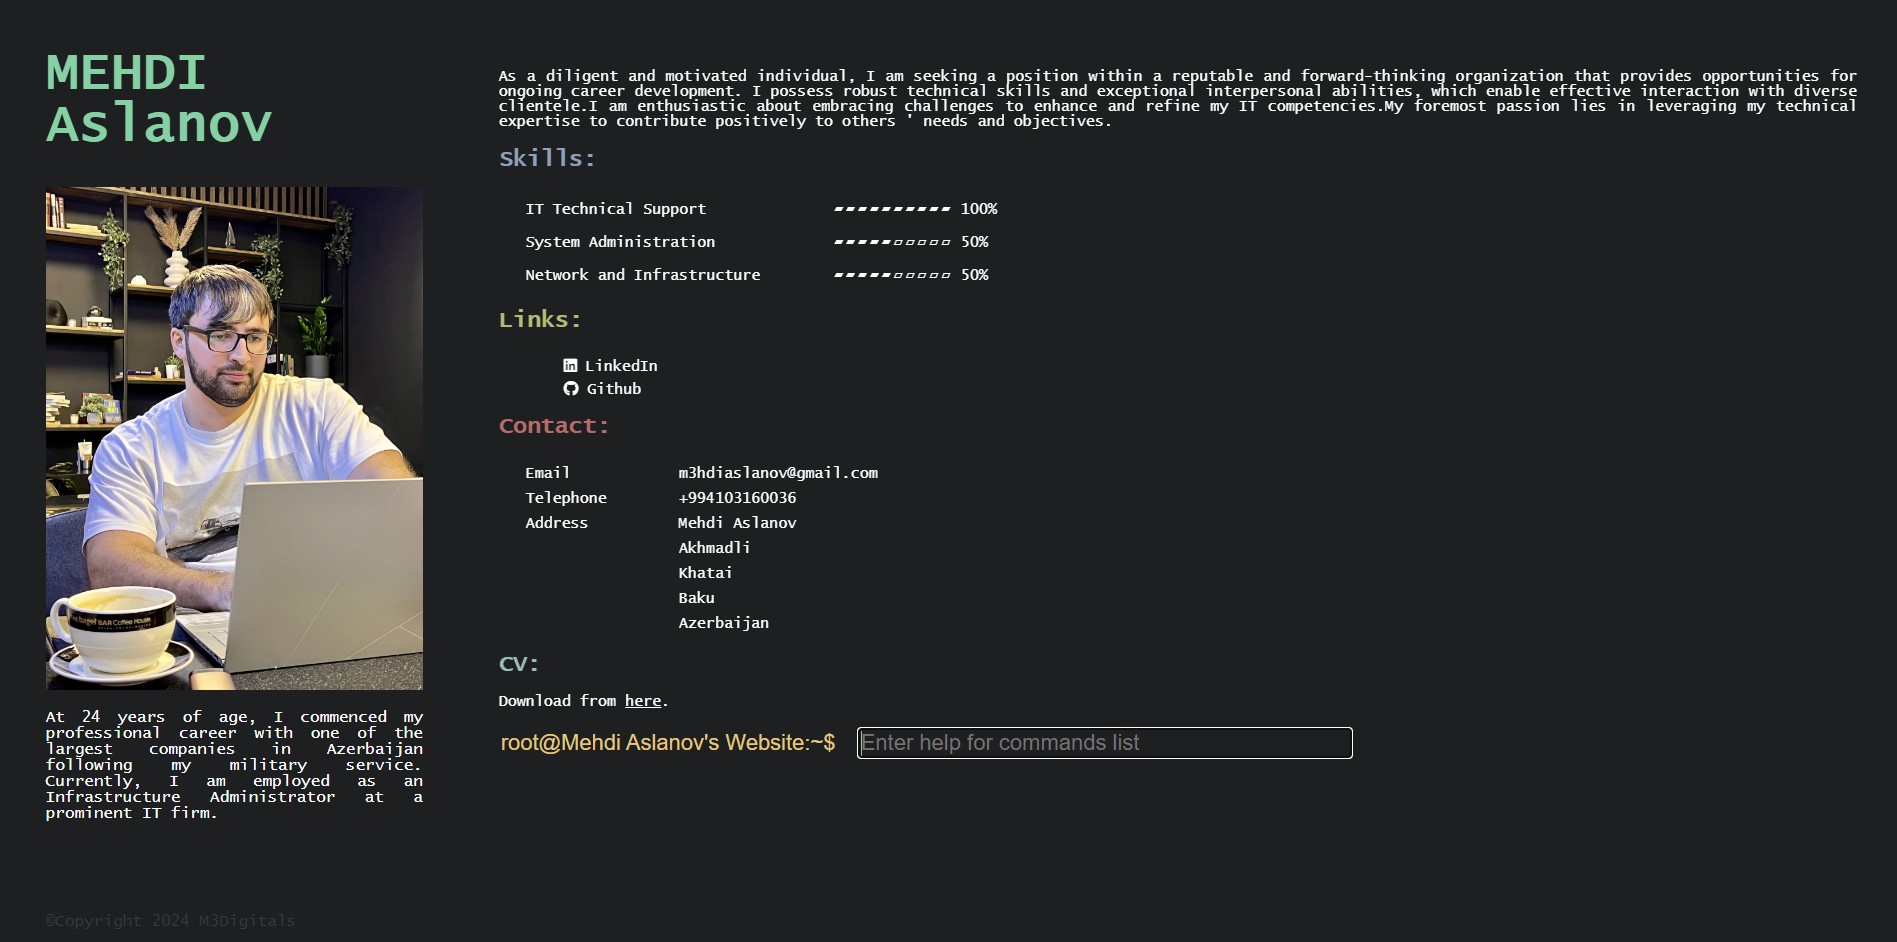 MEHDI
Aslanov
At 24 years of age, I commenced my
professional career with one of the
largest companies in Azerbaijan
following my military service.
Currently, I am employed as an
Infrastructure Administrator at a
prominent IT firm.
©Copyright 2024 M3Digitals
As a diligent and motivated individual, I am seeking a position within a reputable and forward-thinking organization that provides opportunities for
ongoing career development. I possess robust technical skills and exceptional interpersonal abilities, which enable effective interaction with diverse
clientele.I am enthusiastic about embracing challenges to enhance and refine my IT competencies.My foremost passion lies in leveraging my technical
expertise to contribute positively to others ' needs and objectives.
Skills:
IT Technical Support ▰▰▰▰▰▰▰▰▰▰ 100%
System Administration ▰▰▰▰▰▱▱▱▱▱ 50%
Network and Infrastructure ▰▰▰▰▰▱▱▱▱▱ 50%
Links:
LinkedIn
Github
Contact:
Email m3hdiaslanov@gmail.com
Telephone +994103160036
Address Mehdi Aslanov
Akhmadli
Khatai
Baku
Azerbaijan
CV:
Download from here.
root@Mehdi Aslanov's Website:~$ Enter help for commands list
bagel BAR Coffee House